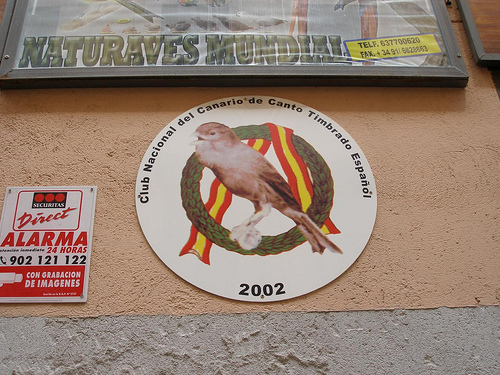 NATURAVES MUNDIAL
TELF. 637700620
Club Nacional del Canario de Canto Timbrado Español
2002
SECURITAS
Direct
ALARMA
24 HORAS
902 121 122
CON GRABACION
DE IMAGENES